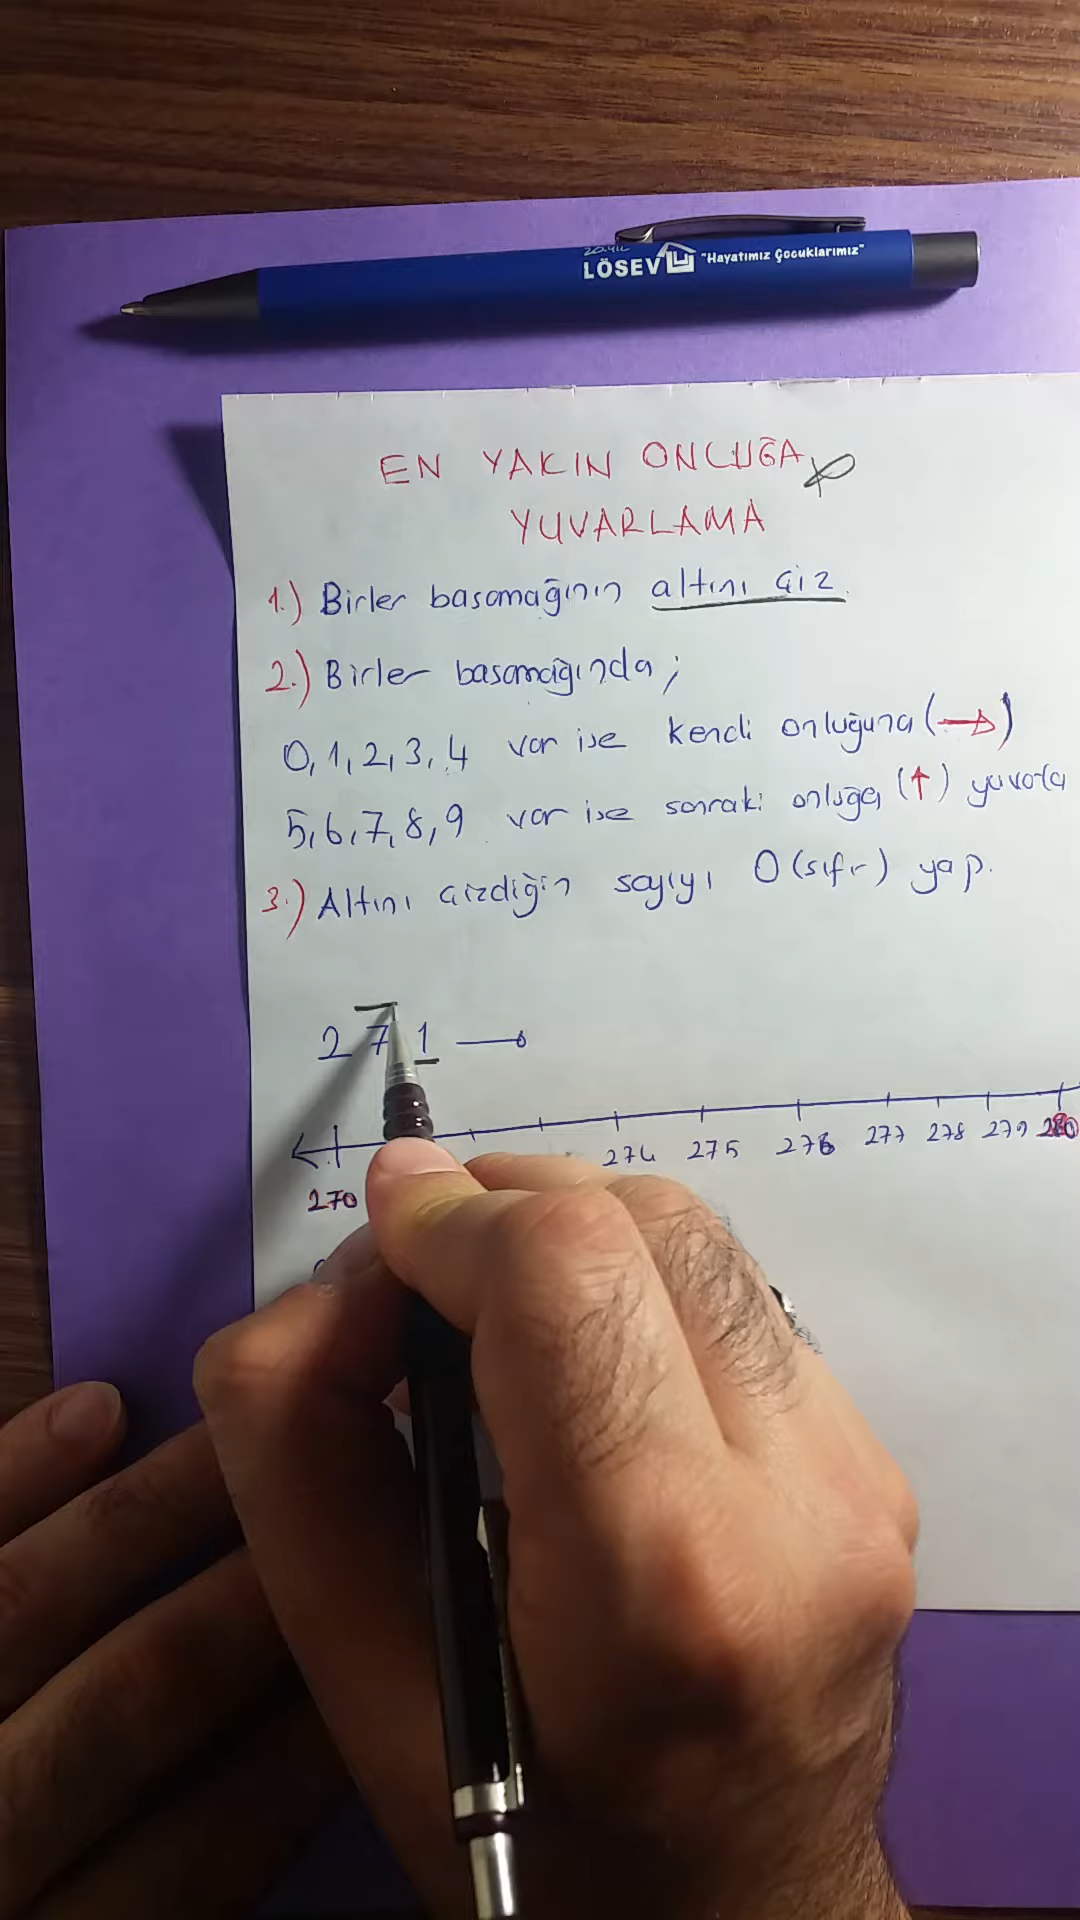 20.YIL
LÖSEV "Hayatımız Çocuklarımız"
EN YAKIN ONLUĞA
YUVARLAMA
1.) Birler basamağının altını çiz.
2.) Birler basamağında;
0, 1, 2, 3, 4 var ise kendi onluğuna (→)
5, 6, 7, 8, 9 var ise sonraki onluğa (↑) yuvarla
3.) Altını çizdiğin sayıyı 0 (sıfır) yap.
271 →
270 274 275 276 277 278 279 280